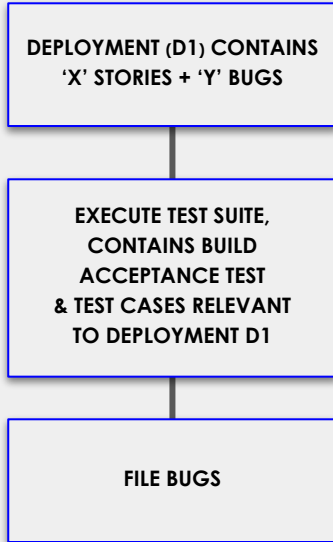 DEPLOYMENT (D1) CONTAINS
‘X’ STORIES + ‘Y’ BUGS
EXECUTE TEST SUITE,
CONTAINS BUILD
ACCEPTANCE TEST
& TEST CASES RELEVANT
TO DEPLOYMENT D1
FILE BUGS